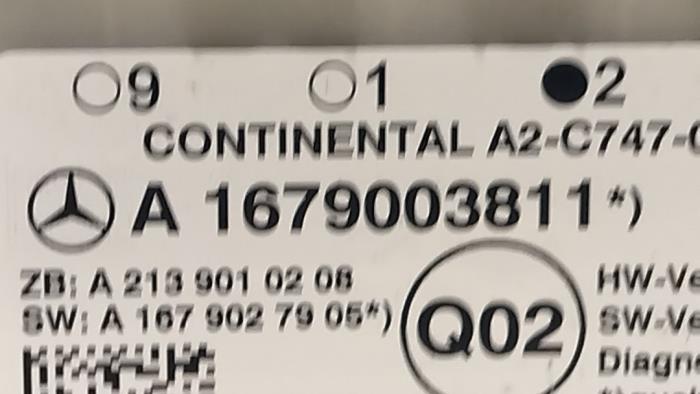 ○9 ○1 ●2
CONTINENTAL A2-C747-
A 1679003811*)
ZB: A 213 901 02 08
SW: A 167 902 79 05*)
Q02
HW-Ve
SW-Ve
Diagn